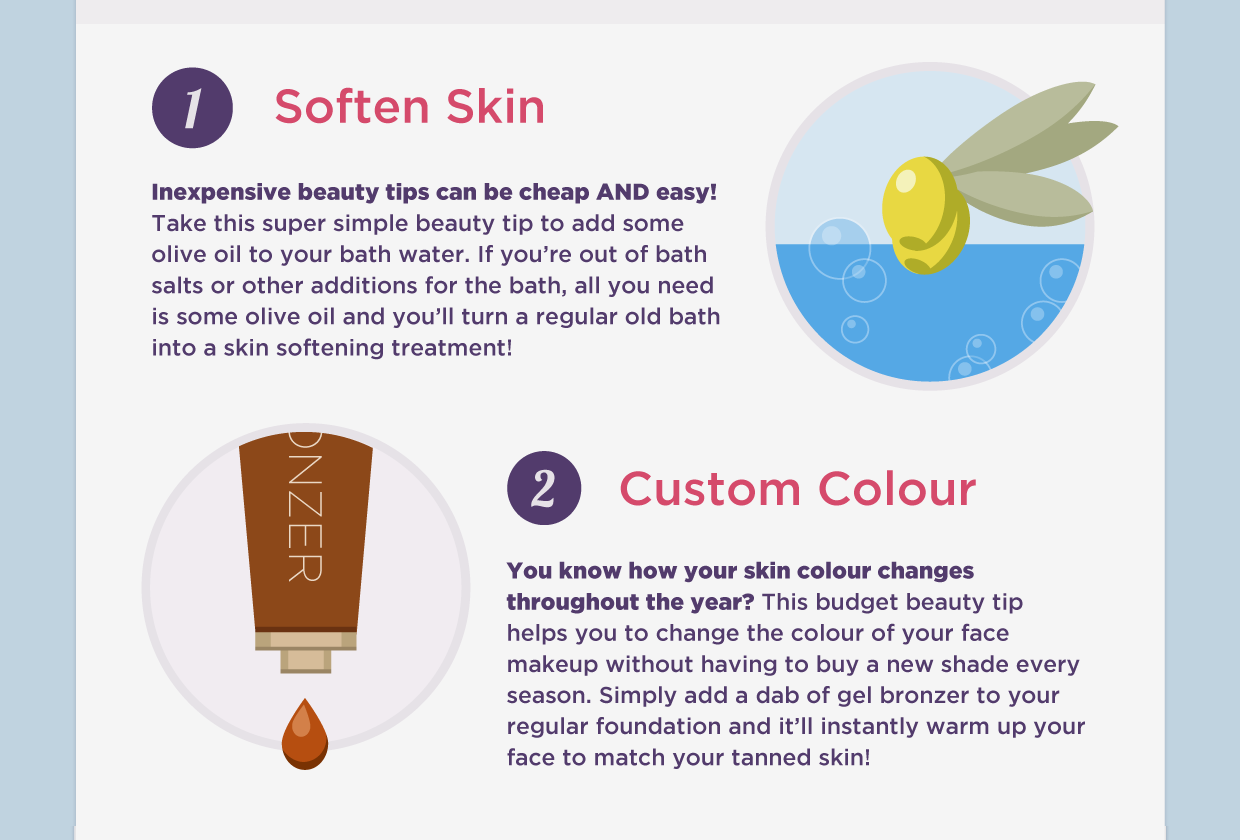 1
Soften Skin
Inexpensive beauty tips can be cheap AND easy!
Take this super simple beauty tip to add some
olive oil to your bath water. If you’re out of bath
salts or other additions for the bath, all you need
is some olive oil and you’ll turn a regular old bath
into a skin softening treatment!
ONZER
2
Custom Colour
You know how your skin colour changes
throughout the year? This budget beauty tip
helps you to change the colour of your face
makeup without having to buy a new shade every
season. Simply add a dab of gel bronzer to your
regular foundation and it’ll instantly warm up your
face to match your tanned skin!